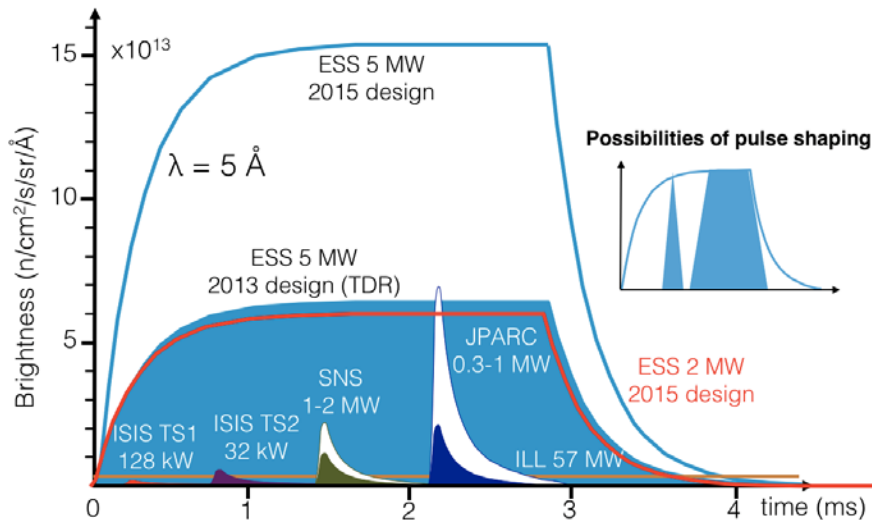 15
x10¹³
ESS 5 MW
2015 design
Possibilities of pulse shaping
λ = 5 Å
10
Brightness (n/cm²/s/sr/Å)
ESS 5 MW
2013 design (TDR)
5
JPARC
0.3-1 MW
ESS 2 MW
2015 design
SNS
1-2 MW
ISIS TS1
128 kW
ISIS TS2
32 kW
ILL 57 MW
0
1
2
3
4
time (ms)